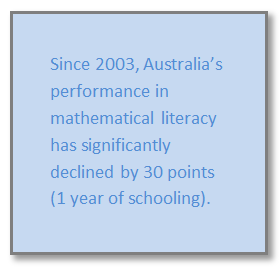 Since 2003, Australia’s
performance in
mathematical literacy
has significantly
declined by 30 points
(1 year of schooling).